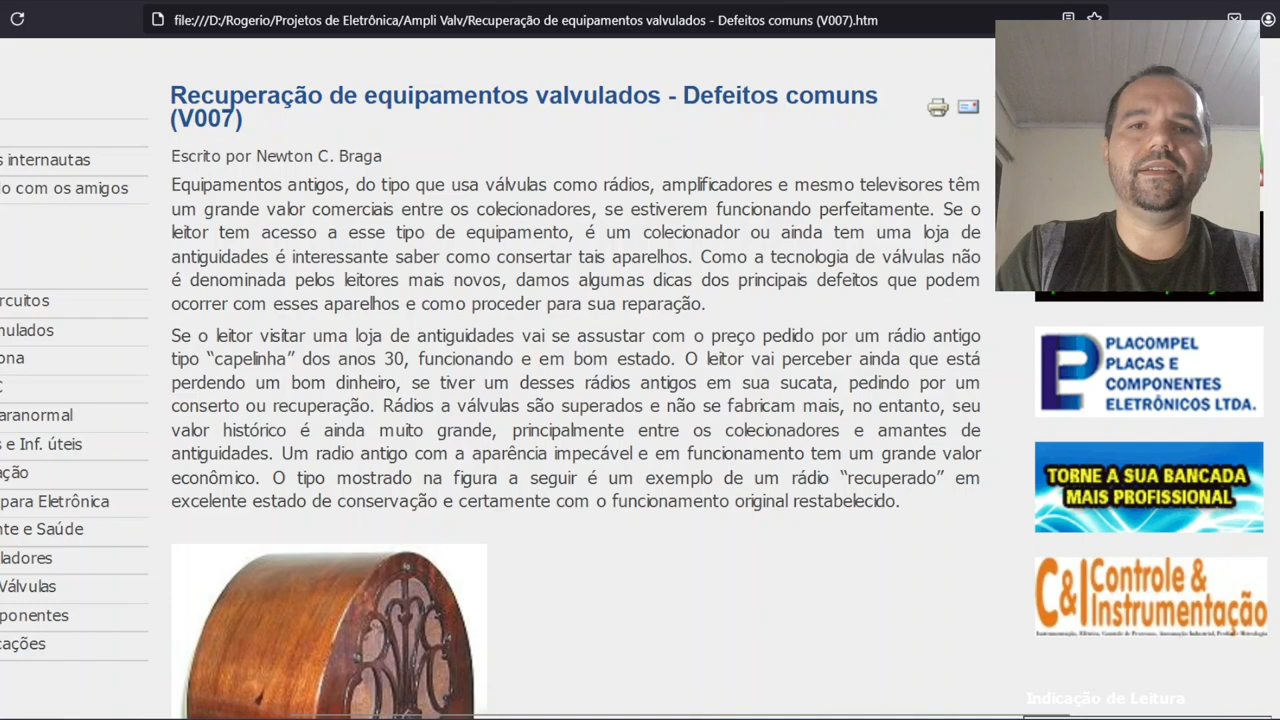 file:///D:/Rogerio/Projetos de Eletrônica/Ampli Valv/Recuperação de equipamentos valvulados - Defeitos comuns (V007).htm
Recuperação de equipamentos valvulados - Defeitos comuns
(V007)
Escrito por Newton C. Braga
Equipamentos antigos, do tipo que usa válvulas como rádios, amplificadores e mesmo televisores têm
um grande valor comerciais entre os colecionadores, se estiverem funcionando perfeitamente. Se o
leitor tem acesso a esse tipo de equipamento, é um colecionador ou ainda tem uma loja de
antiguidades é interessante saber como consertar tais aparelhos. Como a tecnologia de válvulas não
é denominada pelos leitores mais novos, damos algumas dicas dos principais defeitos que podem
ocorrer com esses aparelhos e como proceder para sua reparação.
Se o leitor visitar uma loja de antiguidades vai se assustar com o preço pedido por um rádio antigo
tipo “capelinha” dos anos 30, funcionando e em bom estado. O leitor vai perceber ainda que está
perdendo um bom dinheiro, se tiver um desses rádios antigos em sua sucata, pedindo por um
conserto ou recuperação. Rádios a válvulas são superados e não se fabricam mais, no entanto, seu
valor histórico é ainda muito grande, principalmente entre os colecionadores e amantes de
antiguidades. Um radio antigo com a aparência impecável e em funcionamento tem um grande valor
econômico. O tipo mostrado na figura a seguir é um exemplo de um rádio “recuperado” em
excelente estado de conservação e certamente com o funcionamento original restabelecido.
s internautas
do com os amigos
ircuitos
mulados
ona
C
aranormal
s e Inf. úteis
ação
para Eletrônica
nte e Saúde
ladores
Válvulas
ponentes
cações
PLACOMPEL
PLACAS E
COMPONENTES
ELETRÔNICOS LTDA.
TORNE A SUA BANCADA
MAIS PROFISSIONAL
C&I Controle &
Instrumentação
Indicação de Leitura